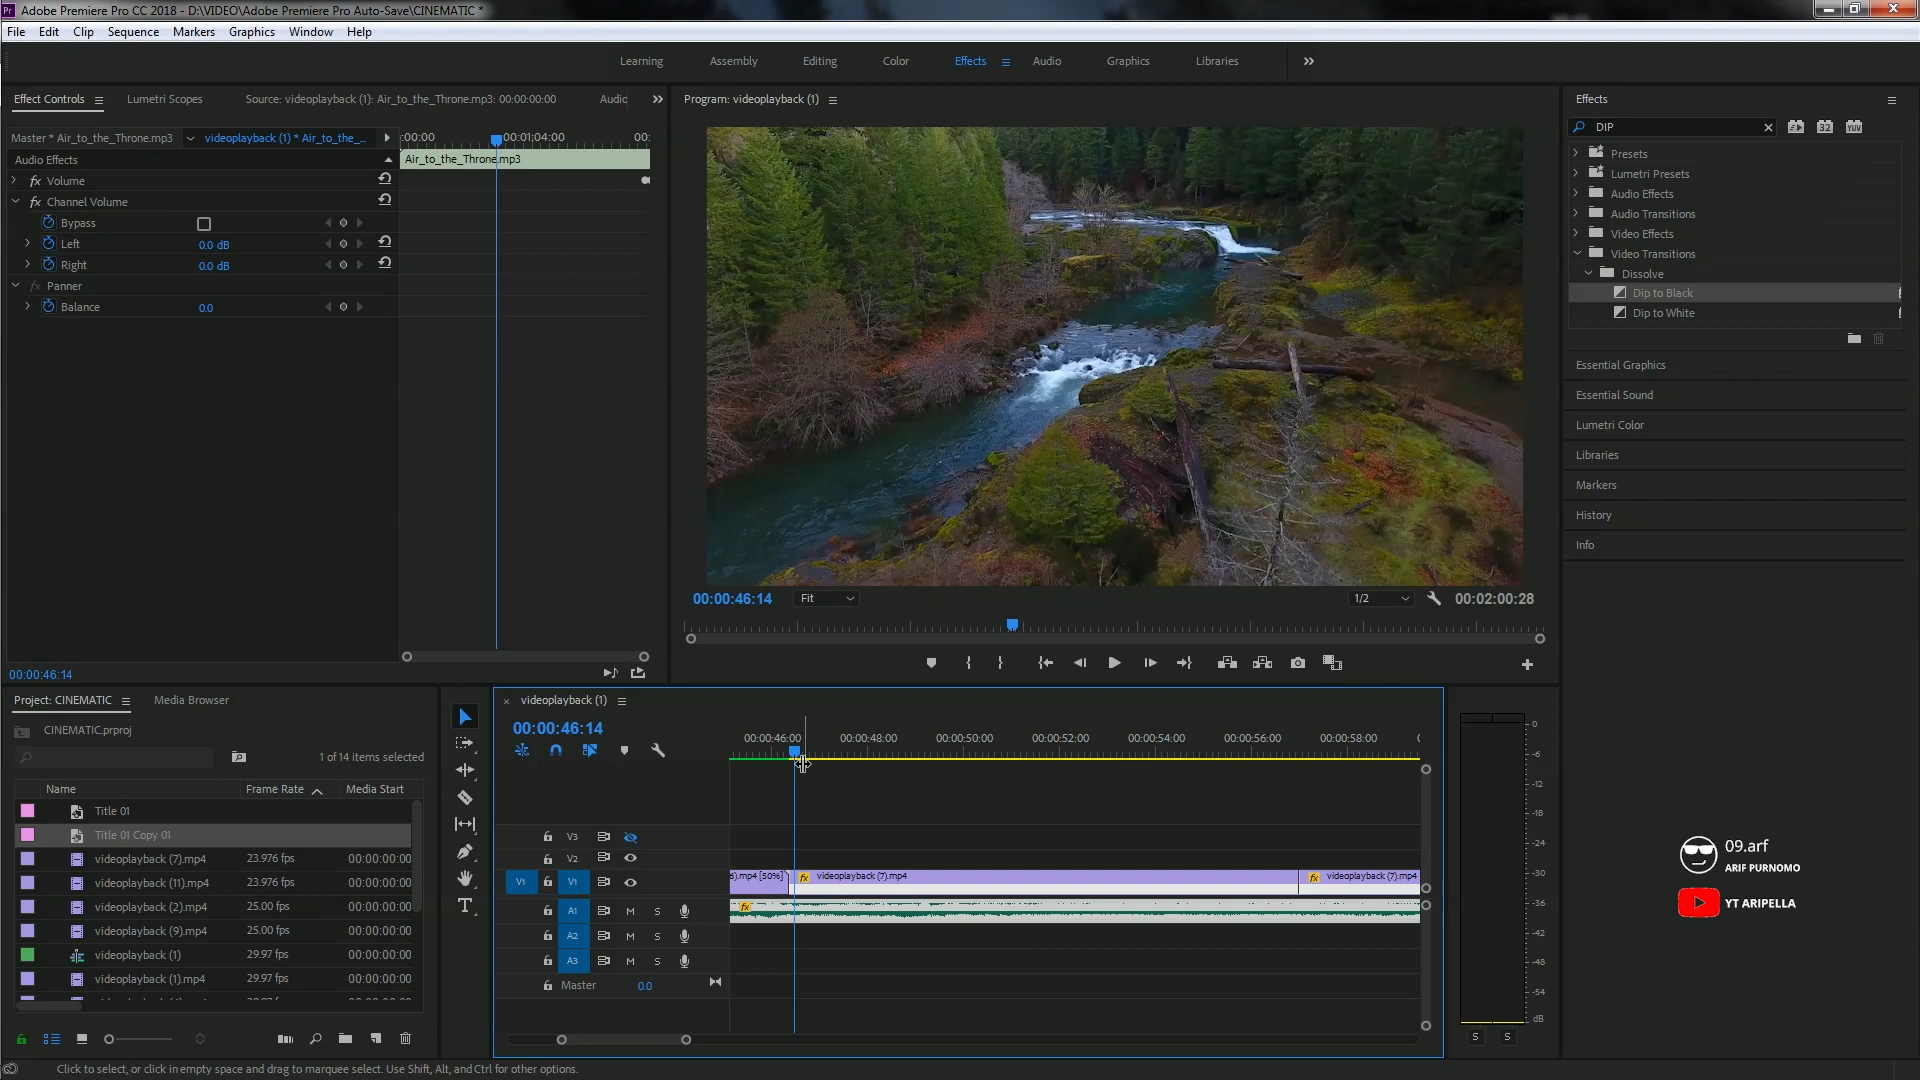 Adobe Premiere Pro CC 2018 - D:\VIDEO\Adobe Premiere Pro Auto-Save\CINEMATIC *
File Edit Clip Sequence Markers Graphics Window Help
Learning Assembly Editing Color Effects Audio Graphics Libraries
Effect Controls Lumetri Scopes Source: videoplayback (1): Air_to_the_Throne.mp3: 00:00:00:00 Audio
Program: videoplayback (1)
Effects
Master * Air_to_the_Throne.mp3 videoplayback (1) * Air_to_the_...
:00:00 00:01:04:00 00:
DIP
32 YUV
Audio Effects
Air_to_the_Throne.mp3
fx Volume
fx Channel Volume
Bypass
Left 0.0 dB
Right 0.0 dB
fx Panner
Balance 0.0
Presets
Lumetri Presets
Audio Effects
Audio Transitions
Video Effects
Video Transitions
Dissolve
Dip to Black
Dip to White
Essential Graphics
Essential Sound
Lumetri Color
Libraries
Markers
History
Info
00:00:46:14 Fit 1/2 00:02:00:28
00:00:46:14
Project: CINEMATIC Media Browser
CINEMATIC.prproj
1 of 14 items selected
Name Frame Rate Media Start
Title 01
Title 01 Copy 01
videoplayback (7).mp4 23.976 fps 00:00:00:00
videoplayback (11).mp4 23.976 fps 00:00:00:00
videoplayback (2).mp4 25.00 fps 00:00:00:00
videoplayback (9).mp4 25.00 fps 00:00:00:00
videoplayback (1) 29.97 fps 00:00:00:00
videoplayback (1).mp4 29.97 fps 00:00:00:00
videoplayback (1)
00:00:46:14
00:00:46:00 00:00:48:00 00:00:50:00 00:00:52:00 00:00:54:00 00:00:56:00 00:00:58:00
V3
V2
V1 V1
6).mp4 [50%] fx videoplayback (7).mp4 fx videoplayback (7).mp4
A1 M S fx
A2 M S
A3 M S
Master 0.0
0
-6
-12
-18
-24
-30
-36
-42
-48
-54
dB
S S
09.arf
ARIF PURNOMO
YT ARIPELLA
Click to select, or click in empty space and drag to marquee select. Use Shift, Alt, and Ctrl for other options.